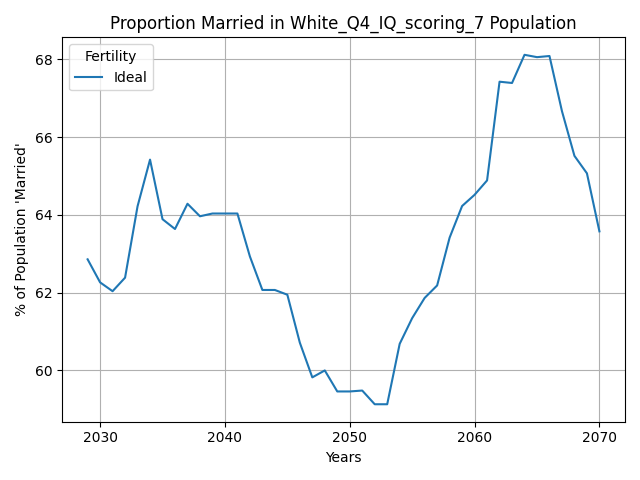 Proportion Married in White_Q4_IQ_scoring_7 Population
Fertility
Ideal
% of Population 'Married'
68
66
64
62
60
2030
2040
2050
2060
2070
Years